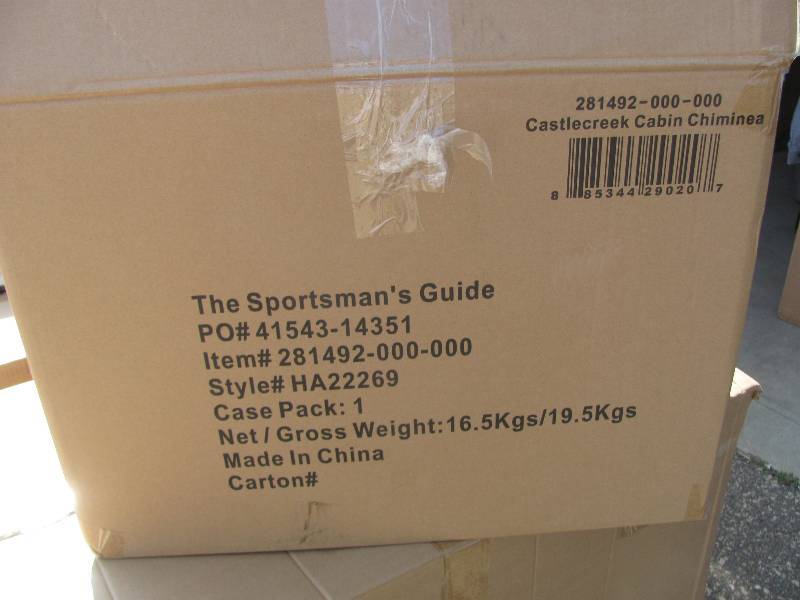 281492-000-000
Castlecreek Cabin Chiminea
8 85344 29020 7
The Sportsman's Guide
PO# 41543-14351
Item# 281492-000-000
Style# HA22269
Case Pack: 1
Net / Gross Weight:16.5Kgs/19.5Kgs
Made In China
Carton#